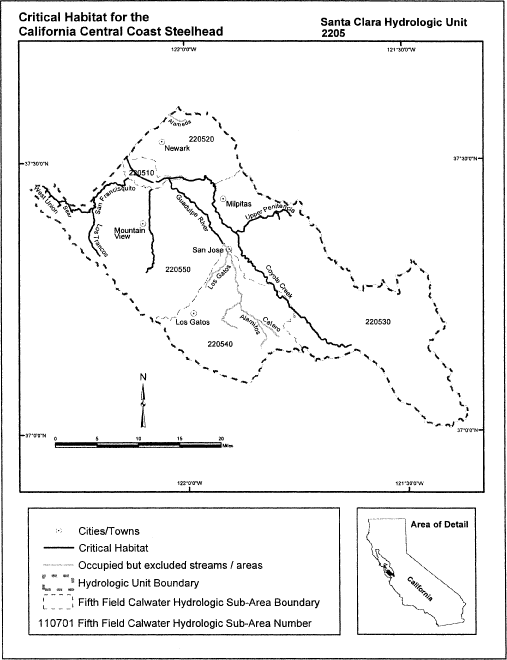 Critical Habitat for the
California Central Coast Steelhead
Santa Clara Hydrologic Unit
2205
122°0'0"W
121°30'0"W
Alameda
220520
Newark
37°30'0"N
37°30'0"N
220510
West Union
San Francisquito
Los Trancos
Guadalupe River
Milpitas
Upper Penitencia
Mountain
View
San Jose
220550
Los Gatos
Coyote Creek
Los Gatos
Alamitos
Calero
220530
220540
N
37°0'0"N
37°0'0"N
0 5 10 15 20
Miles
122°0'0"W
121°30'0"W
Cities/Towns
Critical Habitat
Occupied but excluded streams / areas
Hydrologic Unit Boundary
Fifth Field Calwater Hydrologic Sub-Area Boundary
110701 Fifth Field Calwater Hydrologic Sub-Area Number
Area of Detail
California